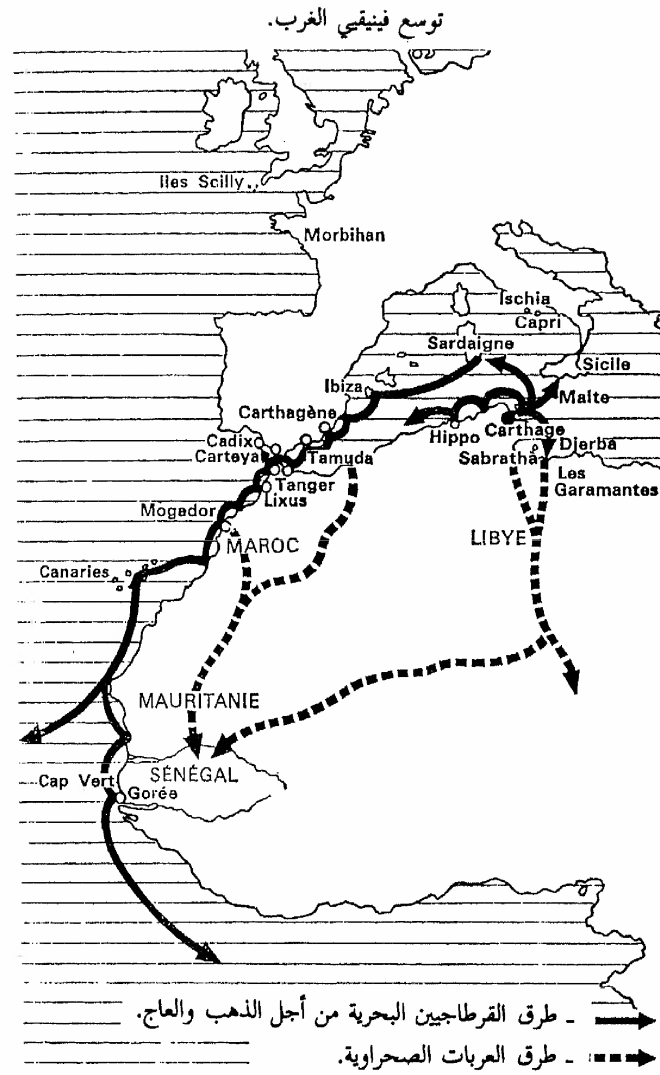 توسع فينيقيي الغرب.
Iles Scilly
Morbihan
Ischia
Capri
Sardaigne
Sicile
Ibiza
Malte
Carthagène
Cadix
Carteya
Tamuda
Hippo
Carthage
Djerba
Sabratha
Tanger
Lixus
Les
Garamantes
Mogador
MAROC
LIBYE
Canaries
MAURITANIE
Cap Vert
SÉNÉGAL
Gorée
ـ طرق القرطاجيين البحرية من أجل الذهب والعاج.
ـ طرق العربات الصحراوية.